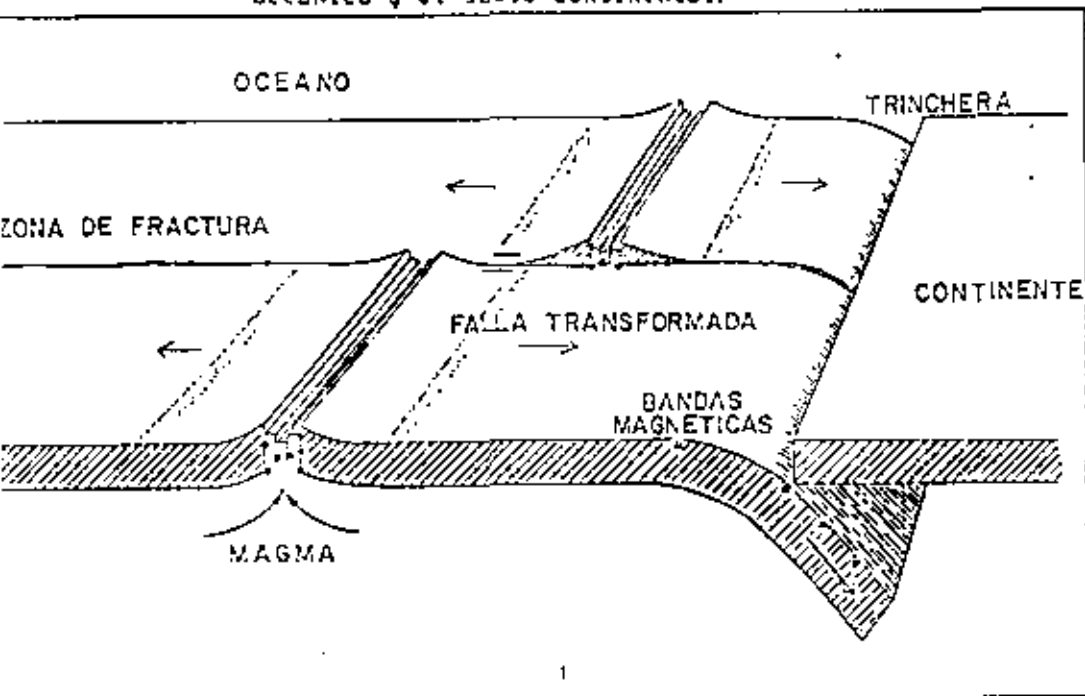 OCEANO
TRINCHERA
ZONA DE FRACTURA
CONTINENTE
FALLA TRANSFORMADA
BANDAS
MAGNETICAS
MAGMA
1